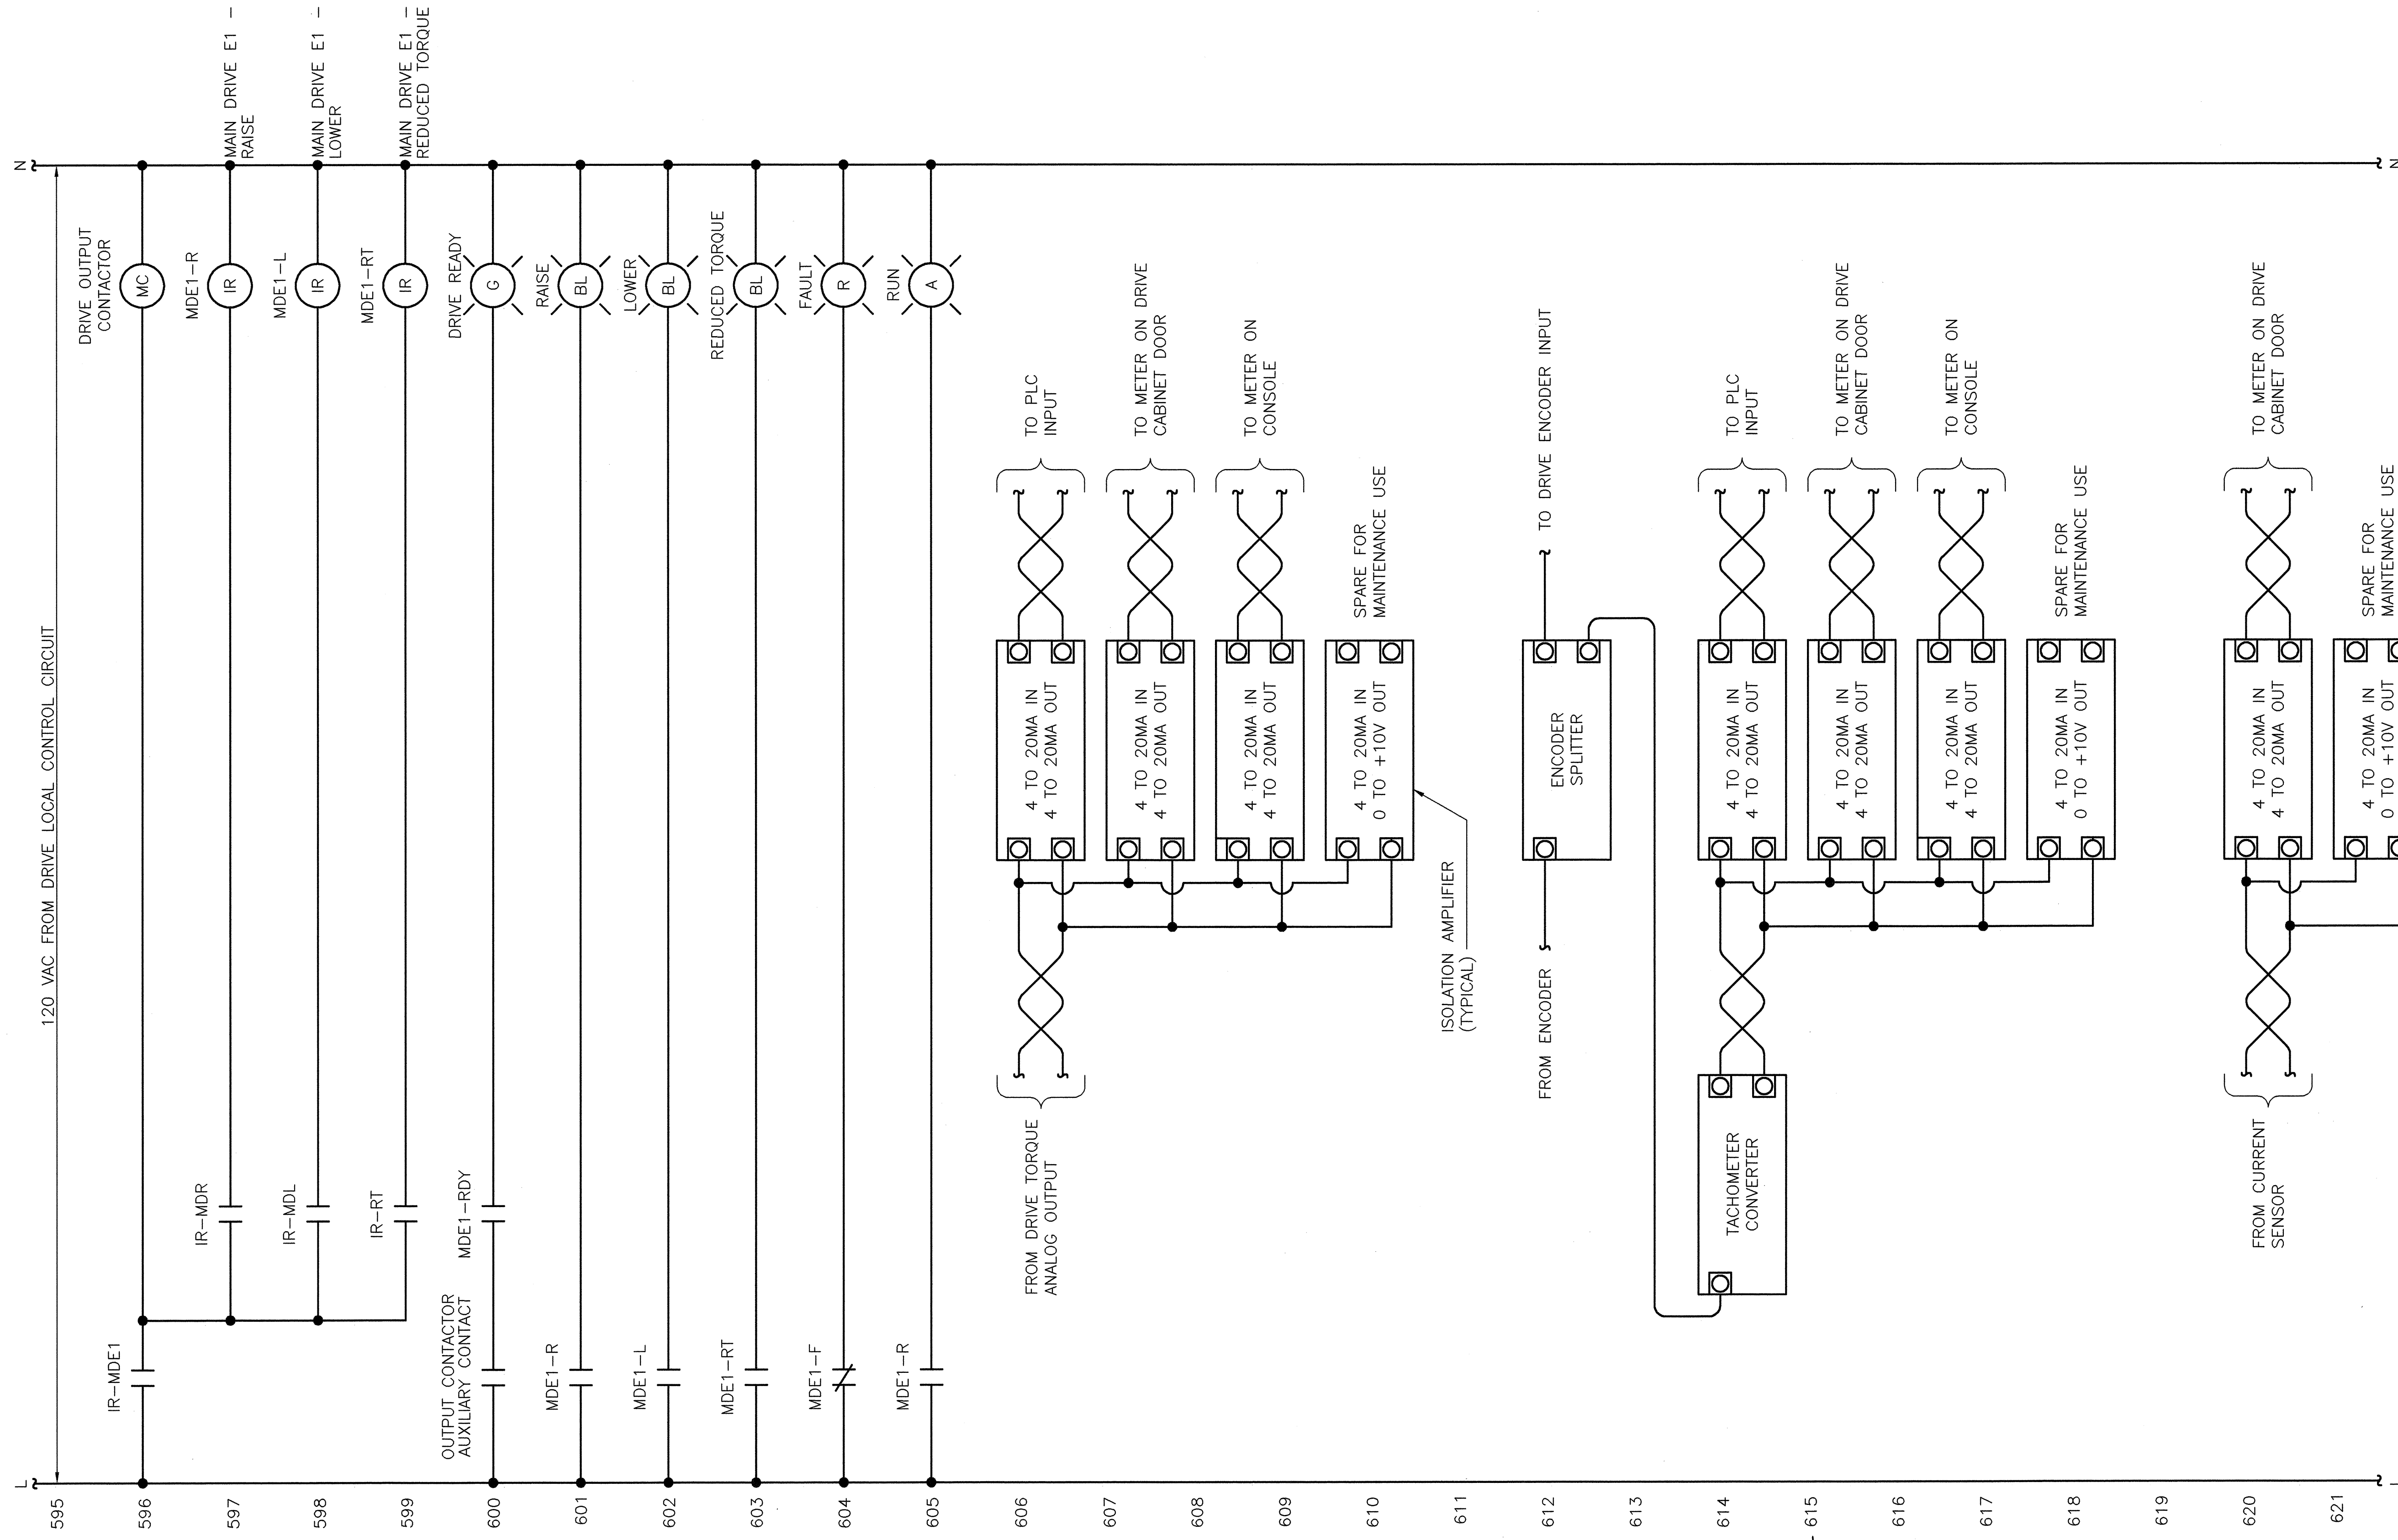 L
N
595
120 VAC FROM DRIVE LOCAL CONTROL CIRCUIT
596
IR-MDE1
DRIVE OUTPUT
CONTACTOR
MC
597
IR-MDR
MDE1-R
IR
MAIN DRIVE E1 -
RAISE
598
IR-MDL
MDE1-L
IR
MAIN DRIVE E1 -
LOWER
599
IR-RT
MDE1-RT
IR
MAIN DRIVE E1 -
REDUCED TORQUE
600
OUTPUT CONTACTOR
AUXILIARY CONTACT
MDE1-RDY
DRIVE READY
G
601
MDE1-R
RAISE
BL
602
MDE1-L
LOWER
BL
603
MDE1-RT
REDUCED TORQUE
BL
604
MDE1-F
FAULT
R
605
MDE1-R
RUN
A
606
FROM DRIVE TORQUE
ANALOG OUTPUT
4 TO 20MA IN
4 TO 20MA OUT
TO PLC
INPUT
607
4 TO 20MA IN
4 TO 20MA OUT
TO METER ON DRIVE
CABINET DOOR
608
4 TO 20MA IN
4 TO 20MA OUT
TO METER ON
CONSOLE
609
4 TO 20MA IN
0 TO +10V OUT
SPARE FOR
MAINTENANCE USE
610
ISOLATION AMPLIFIER
(TYPICAL)
611
612
FROM ENCODER
ENCODER
SPLITTER
TO DRIVE ENCODER INPUT
613
614
TACHOMETER
CONVERTER
4 TO 20MA IN
4 TO 20MA OUT
TO PLC
INPUT
615
4 TO 20MA IN
4 TO 20MA OUT
TO METER ON DRIVE
CABINET DOOR
616
4 TO 20MA IN
4 TO 20MA OUT
TO METER ON
CONSOLE
617
4 TO 20MA IN
0 TO +10V OUT
SPARE FOR
MAINTENANCE USE
618
619
620
FROM CURRENT
SENSOR
4 TO 20MA IN
4 TO 20MA OUT
TO METER ON DRIVE
CABINET DOOR
621
4 TO 20MA IN
0 TO +10V OUT
SPARE FOR
MAINTENANCE USE
L
N